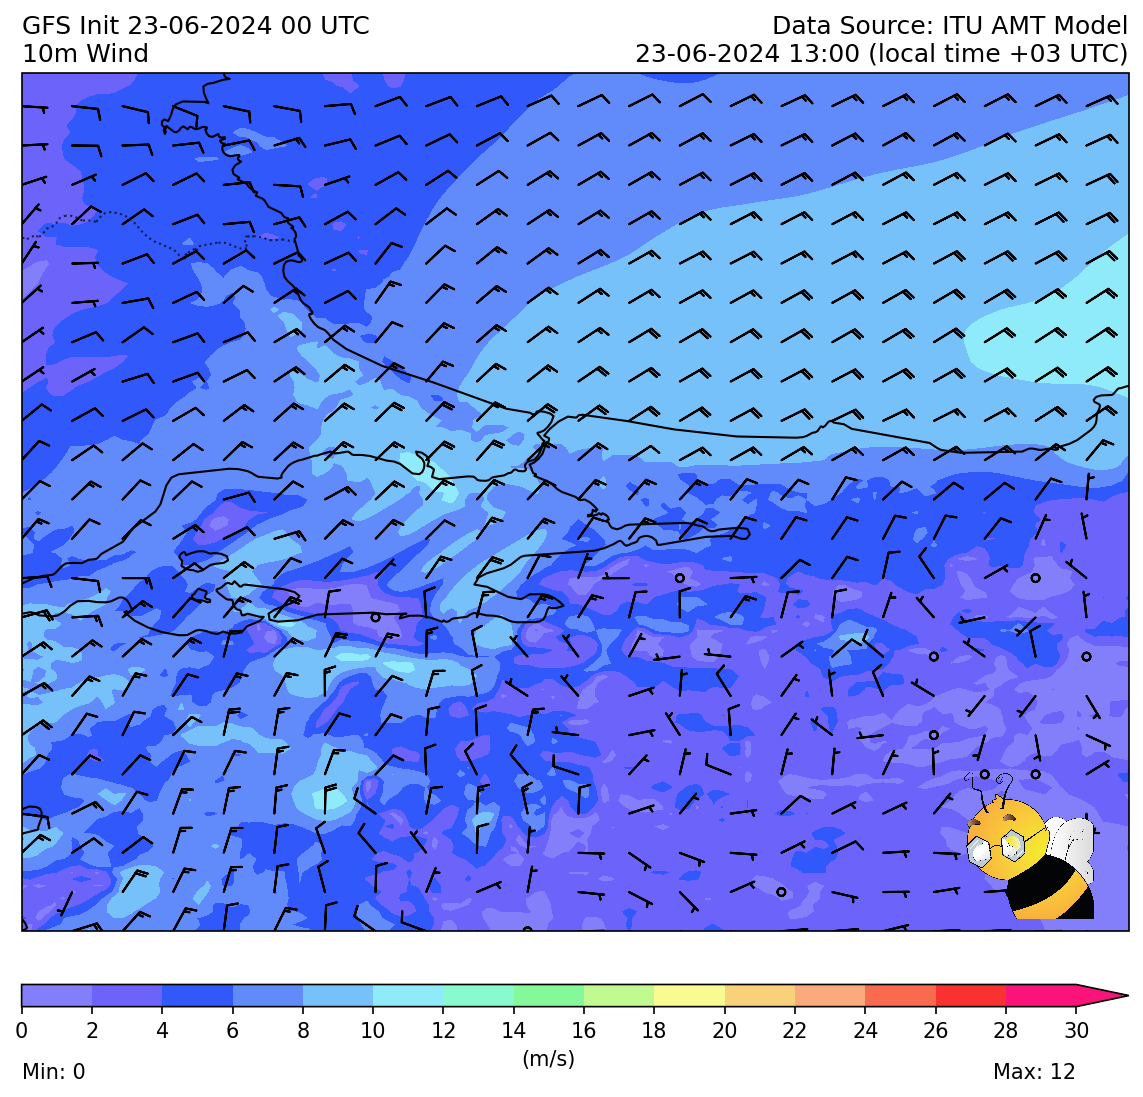 GFS Init 23-06-2024 00 UTC
Data Source: ITU AMT Model
10m Wind
23-06-2024 13:00 (local time +03 UTC)
0 2 4 6 8 10 12 14 16 18 20 22 24 26 28 30
(m/s)
Min: 0
Max: 12